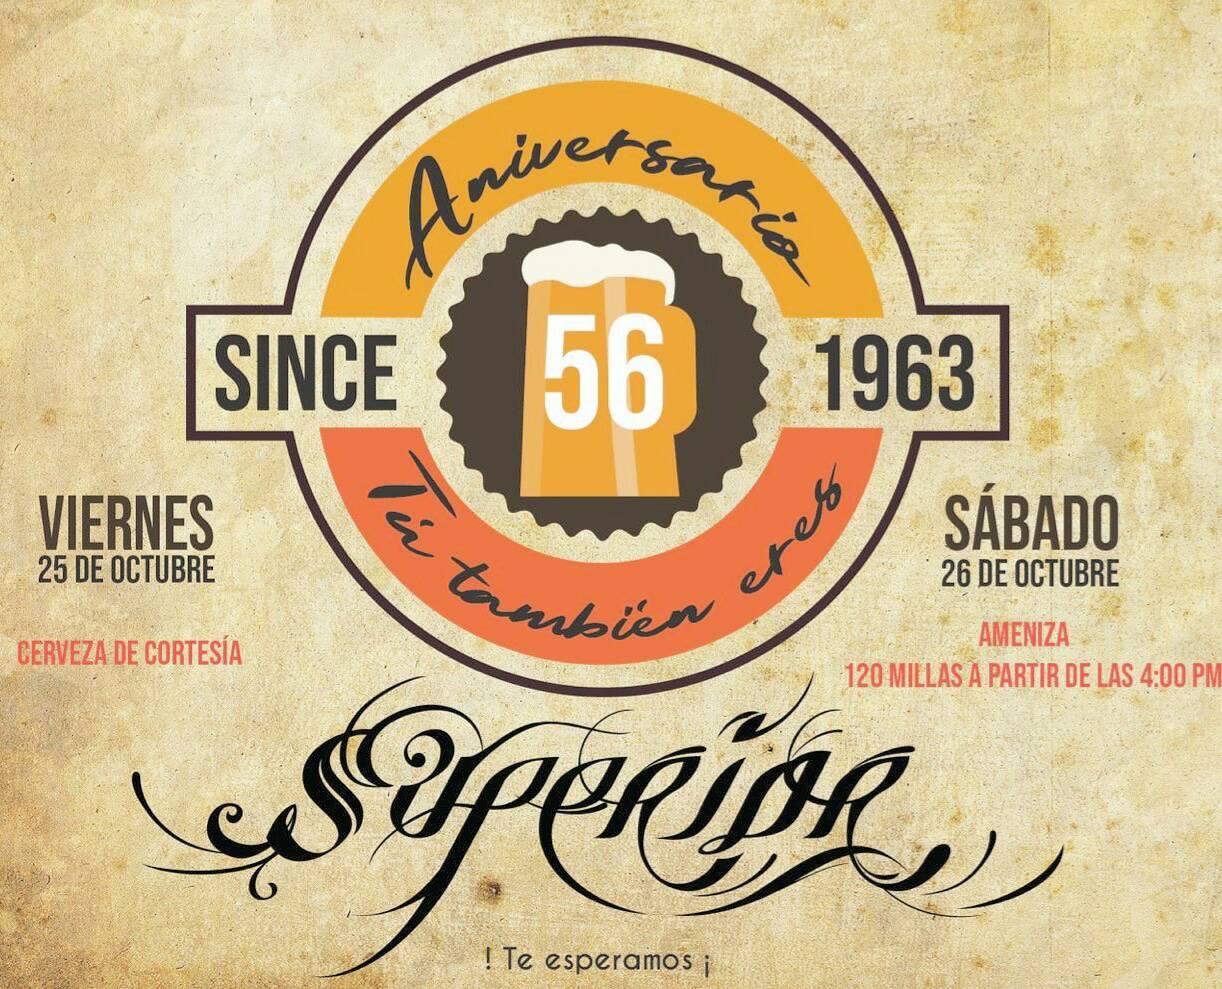 Aniversario
SINCE
56
1963
Tú también eres
VIERNES
25 DE OCTUBRE
CERVEZA DE CORTESÍA
SÁBADO
26 DE OCTUBRE
AMENIZA
120 MILLAS A PARTIR DE LAS 4:00 PM
Superior
! Te esperamos ¡